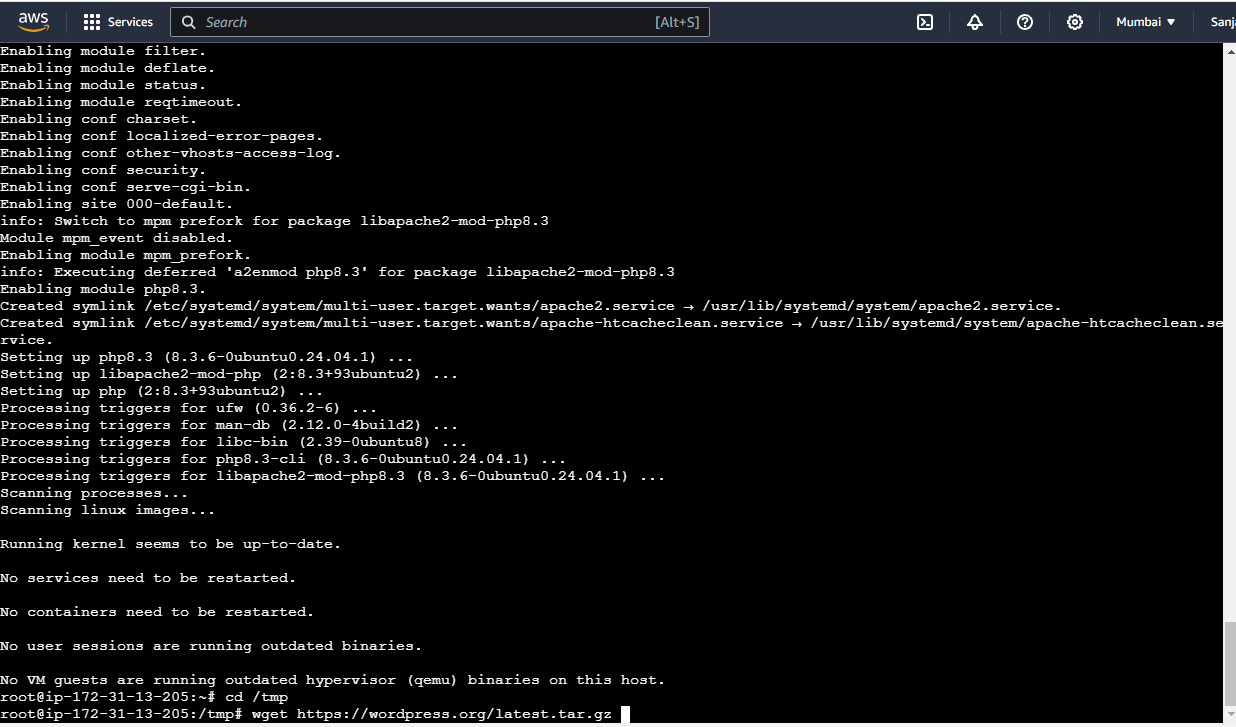 aws Services Search [Alt+S] Mumbai Sanja
Enabling module filter.
Enabling module deflate.
Enabling module status.
Enabling module reqtimeout.
Enabling conf charset.
Enabling conf localized-error-pages.
Enabling conf other-vhosts-access-log.
Enabling conf security.
Enabling conf serve-cgi-bin.
Enabling site 000-default.
info: Switch to mpm prefork for package libapache2-mod-php8.3
Module mpm_event disabled.
Enabling module mpm_prefork.
info: Executing deferred 'a2enmod php8.3' for package libapache2-mod-php8.3
Enabling module php8.3.
Created symlink /etc/systemd/system/multi-user.target.wants/apache2.service → /usr/lib/systemd/system/apache2.service.
Created symlink /etc/systemd/system/multi-user.target.wants/apache-htcacheclean.service → /usr/lib/systemd/system/apache-htcacheclean.se
rvice.
Setting up php8.3 (8.3.6-0ubuntu0.24.04.1) ...
Setting up libapache2-mod-php (2:8.3+93ubuntu2) ...
Setting up php (2:8.3+93ubuntu2) ...
Processing triggers for ufw (0.36.2-6) ...
Processing triggers for man-db (2.12.0-4build2) ...
Processing triggers for libc-bin (2.39-0ubuntu8) ...
Processing triggers for php8.3-cli (8.3.6-0ubuntu0.24.04.1) ...
Processing triggers for libapache2-mod-php8.3 (8.3.6-0ubuntu0.24.04.1) ...
Scanning processes...
Scanning linux images...
Running kernel seems to be up-to-date.
No services need to be restarted.
No containers need to be restarted.
No user sessions are running outdated binaries.
No VM guests are running outdated hypervisor (qemu) binaries on this host.
root@ip-172-31-13-205:~# cd /tmp
root@ip-172-31-13-205:/tmp# wget https://wordpress.org/latest.tar.gz